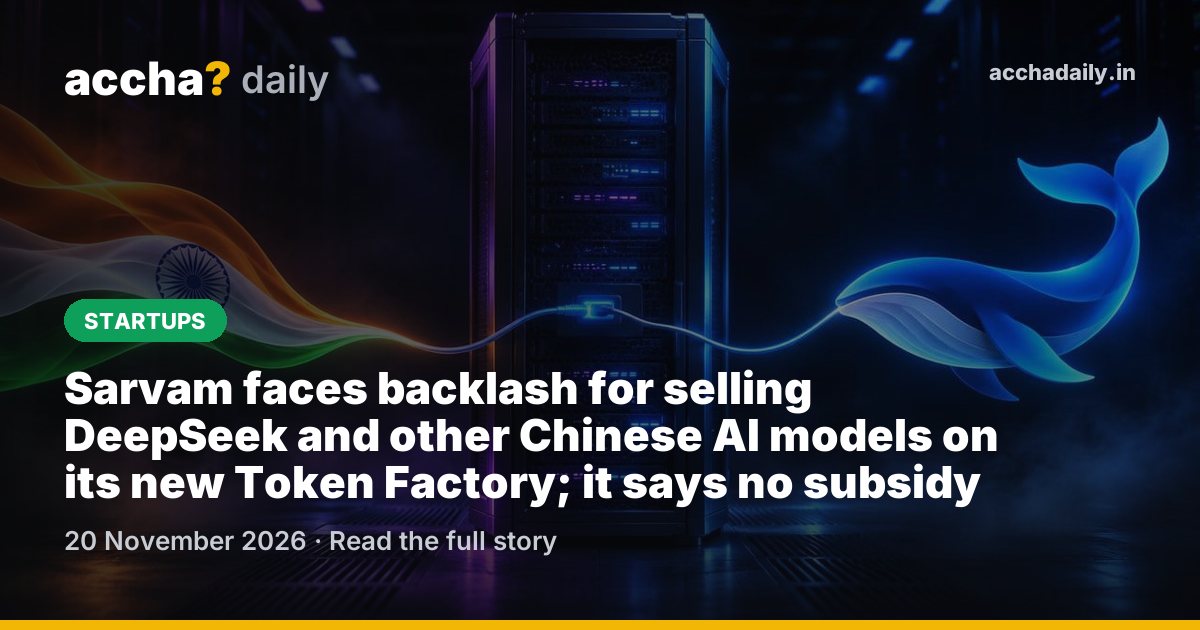 accha? daily
acchadaily.in
STARTUPS
Sarvam faces backlash for selling
DeepSeek and other Chinese AI models on
its new Token Factory; it says no subsidy
20 November 2026 · Read the full story